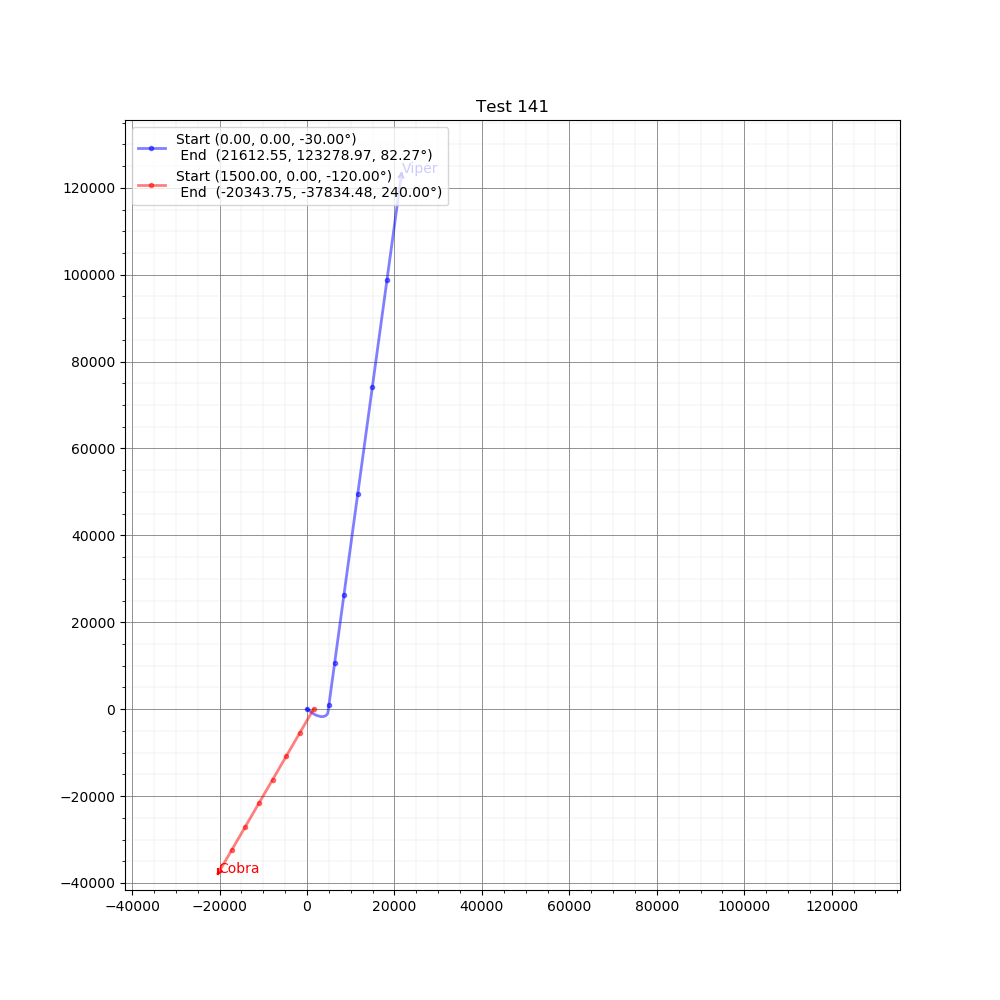 Test 141
Start (0.00, 0.00, -30.00°)
End  (21612.55, 123278.97, 82.27°)
Start (1500.00, 0.00, -120.00°)
End  (-20343.75, -37834.48, 240.00°)
Viper
120000
100000
80000
60000
40000
20000
0
−20000
−40000
Cobra
−40000 −20000 0 20000 40000 60000 80000 100000 120000